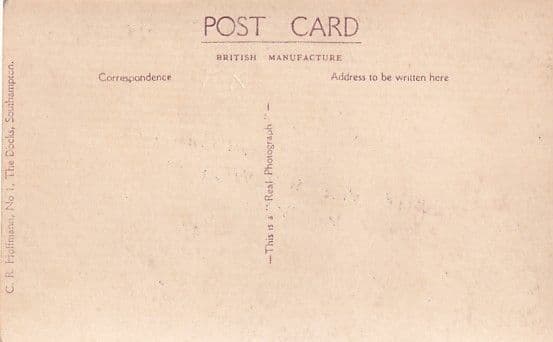 POST CARD
BRITISH MANUFACTURE
Correspondence
Address to be written here
—This is a "Real Photograph"—
C. R. Hoffmann, No 1, The Docks, Southampton.